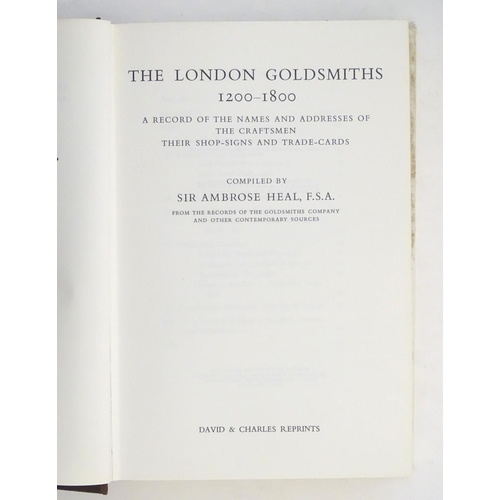 THE LONDON GOLDSMITHS
1200–1800
A RECORD OF THE NAMES AND ADDRESSES OF
THE CRAFTSMEN
THEIR SHOP-SIGNS AND TRADE-CARDS
COMPILED BY
SIR AMBROSE HEAL, F.S.A.
FROM THE RECORDS OF THE GOLDSMITHS COMPANY
AND OTHER CONTEMPORARY SOURCES
DAVID & CHARLES REPRINTS